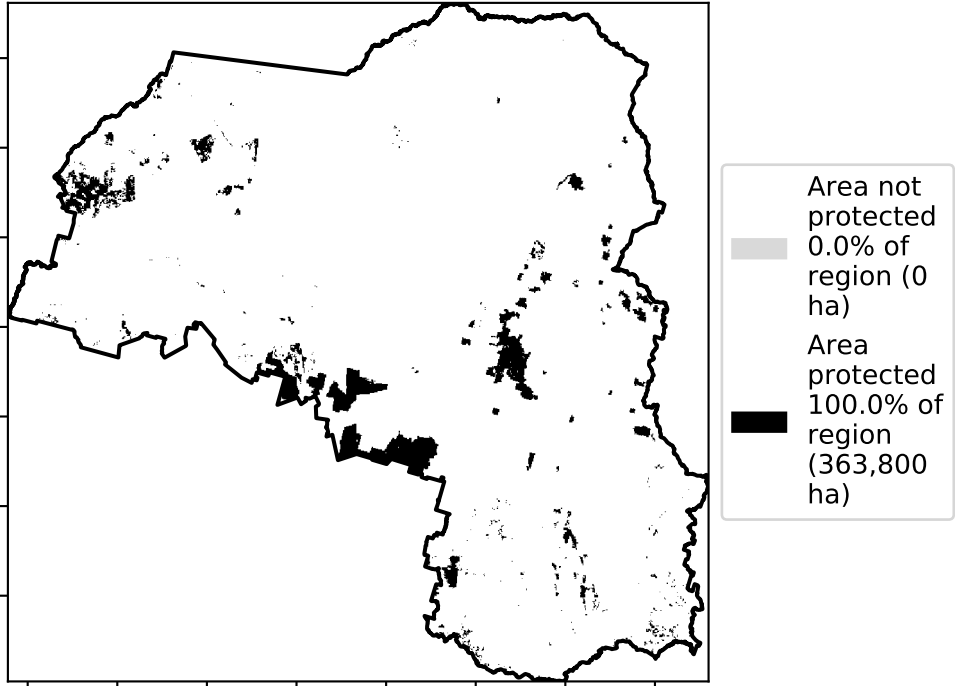 Area not
protected
0.0% of
region (0
ha)
Area
protected
100.0% of
region
(363,800
ha)